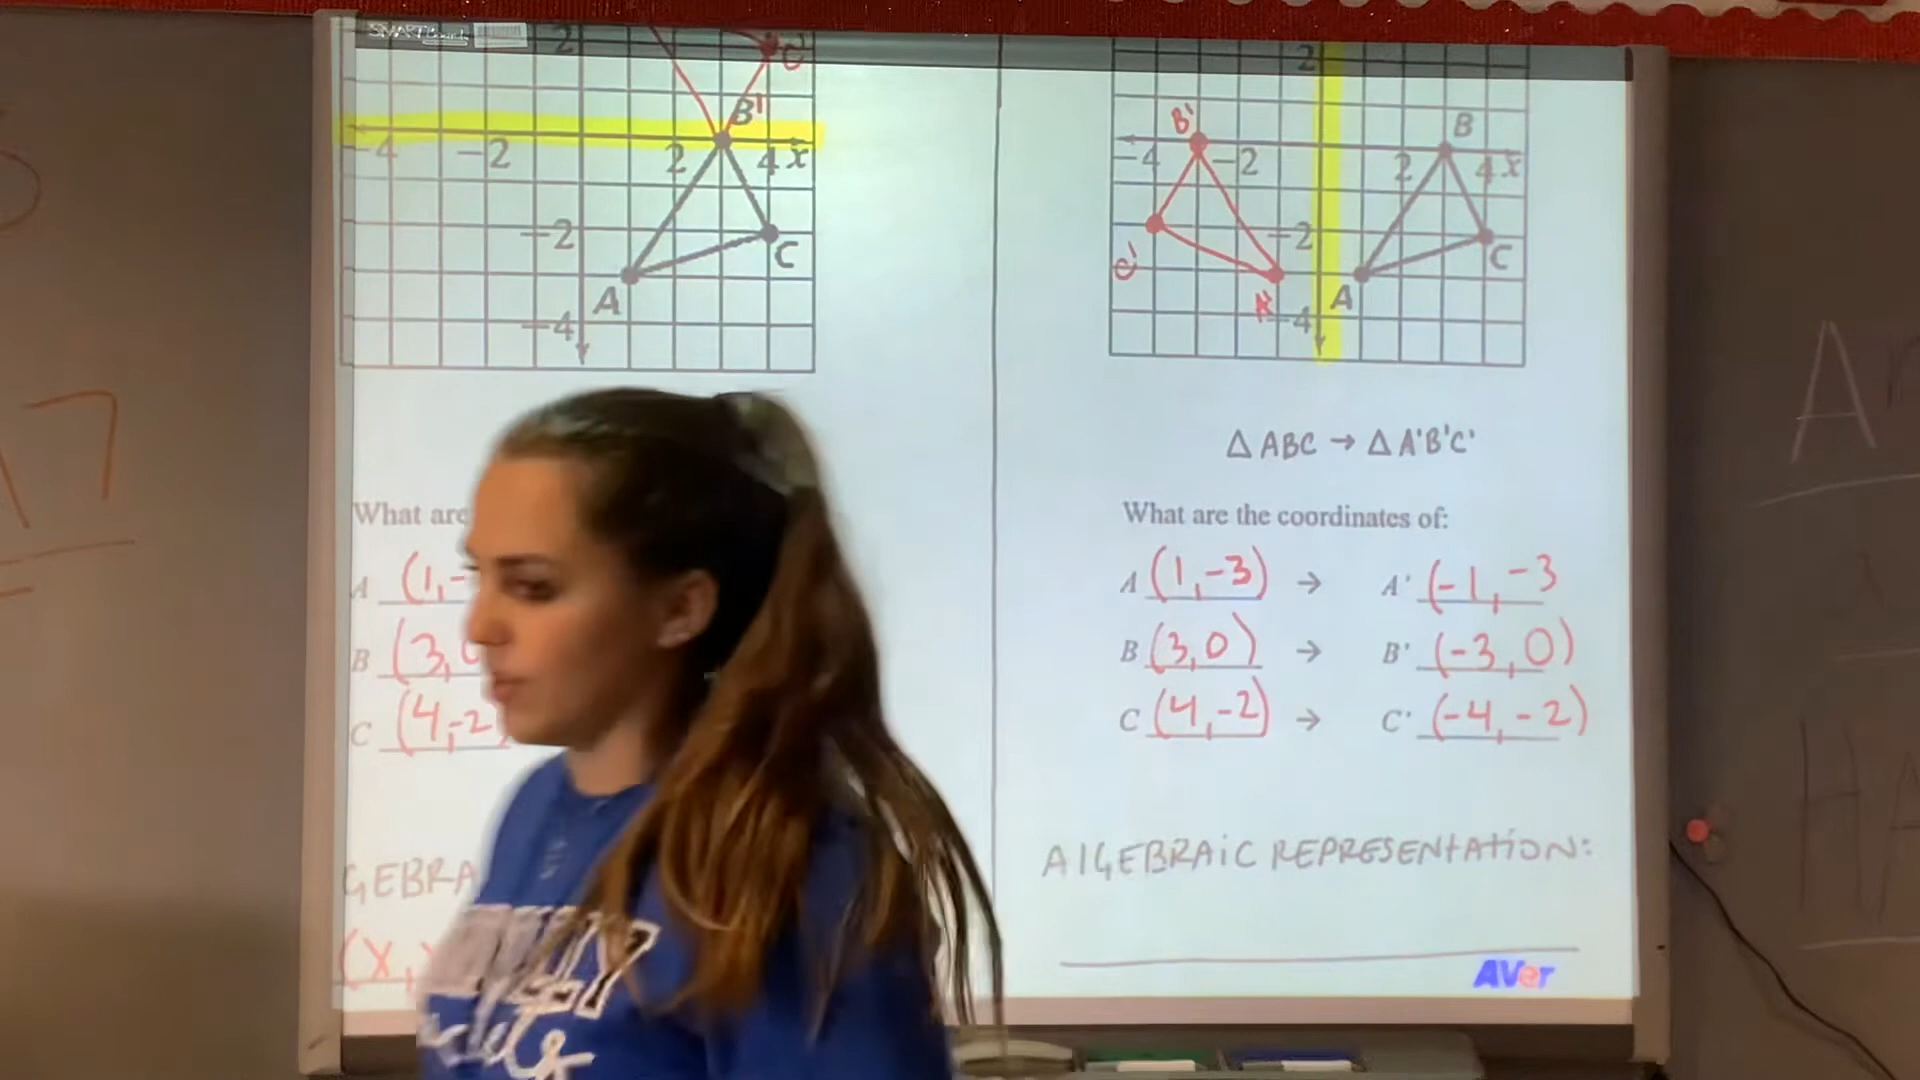 SMART Board
2
C'
B'
-4 -2 2 4 x
-2
C
A
-4
What are
A (1,-
B (3,
C (4,-2
GEBRA
(x,
2
B'
B
-4 -2 2 4 x
-2
C' C
A' A
-4
△ ABC → △ A'B'C'
What are the coordinates of:
A (1,-3) → A' (-1,-3
B (3,0) → B' (-3,0)
C (4,-2) → C' (-4,-2)
AlGEBRAiC REPRESENtAtiON:
AVer